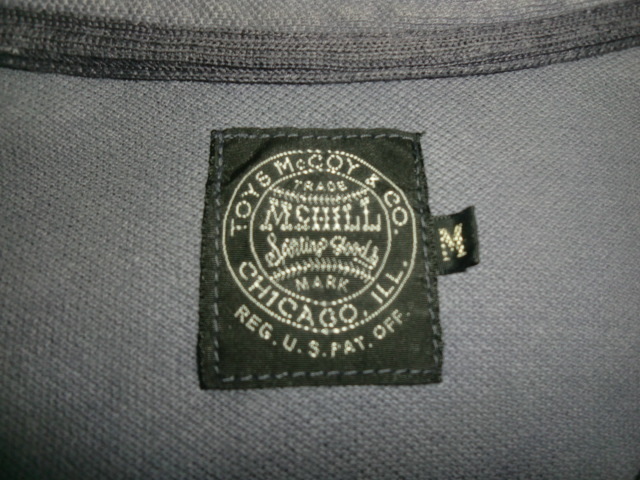 TOYS McCOY & CO.
TRADE
McHILL
Sporting Goods
MARK
CHICAGO. ILL.
REG. U.S. PAT. OFF.
M